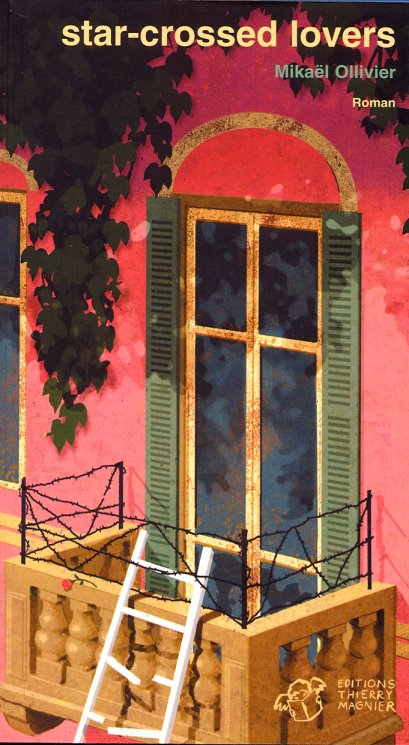 star-crossed lovers
Mikaël Ollivier
Roman
EDITIONS
THIERRY
MAGNIER